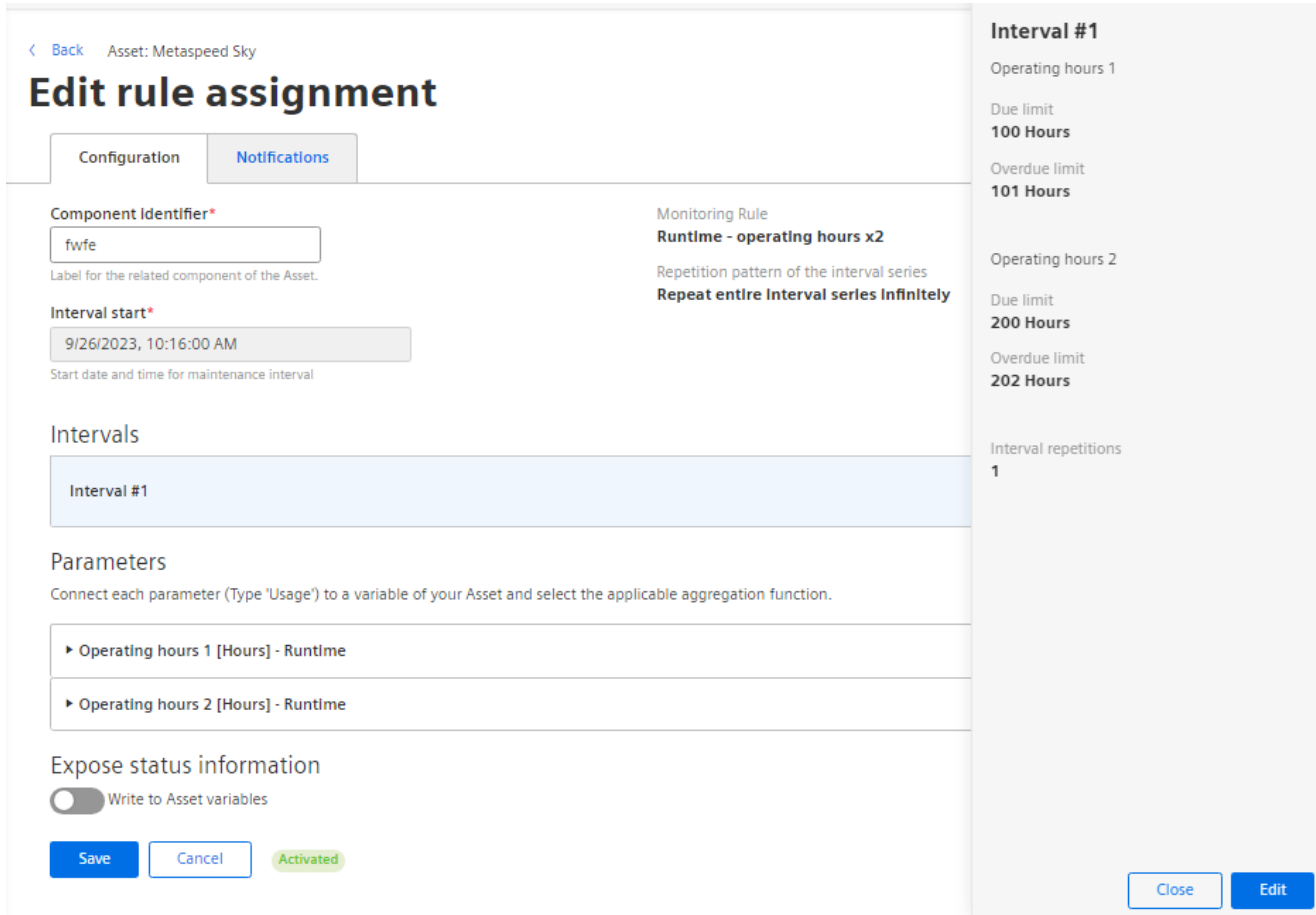 Back Asset: Metaspeed Sky
Edit rule assignment
Configuration Notifications
Component Identifier*
fwfe
Label for the related component of the Asset.
Interval start*
9/26/2023, 10:16:00 AM
Start date and time for maintenance interval
Monitoring Rule
Runtime - operating hours x2
Repetition pattern of the interval series
Repeat entire interval series infinitely
Intervals
Interval #1
Parameters
Connect each parameter (Type 'Usage') to a variable of your Asset and select the applicable aggregation function.
Operating hours 1 [Hours] - Runtime
Operating hours 2 [Hours] - Runtime
Expose status information
Write to Asset variables
Save Cancel Activated
Interval #1
Operating hours 1
Due limit
100 Hours
Overdue limit
101 Hours
Operating hours 2
Due limit
200 Hours
Overdue limit
202 Hours
Interval repetitions
1
Close Edit